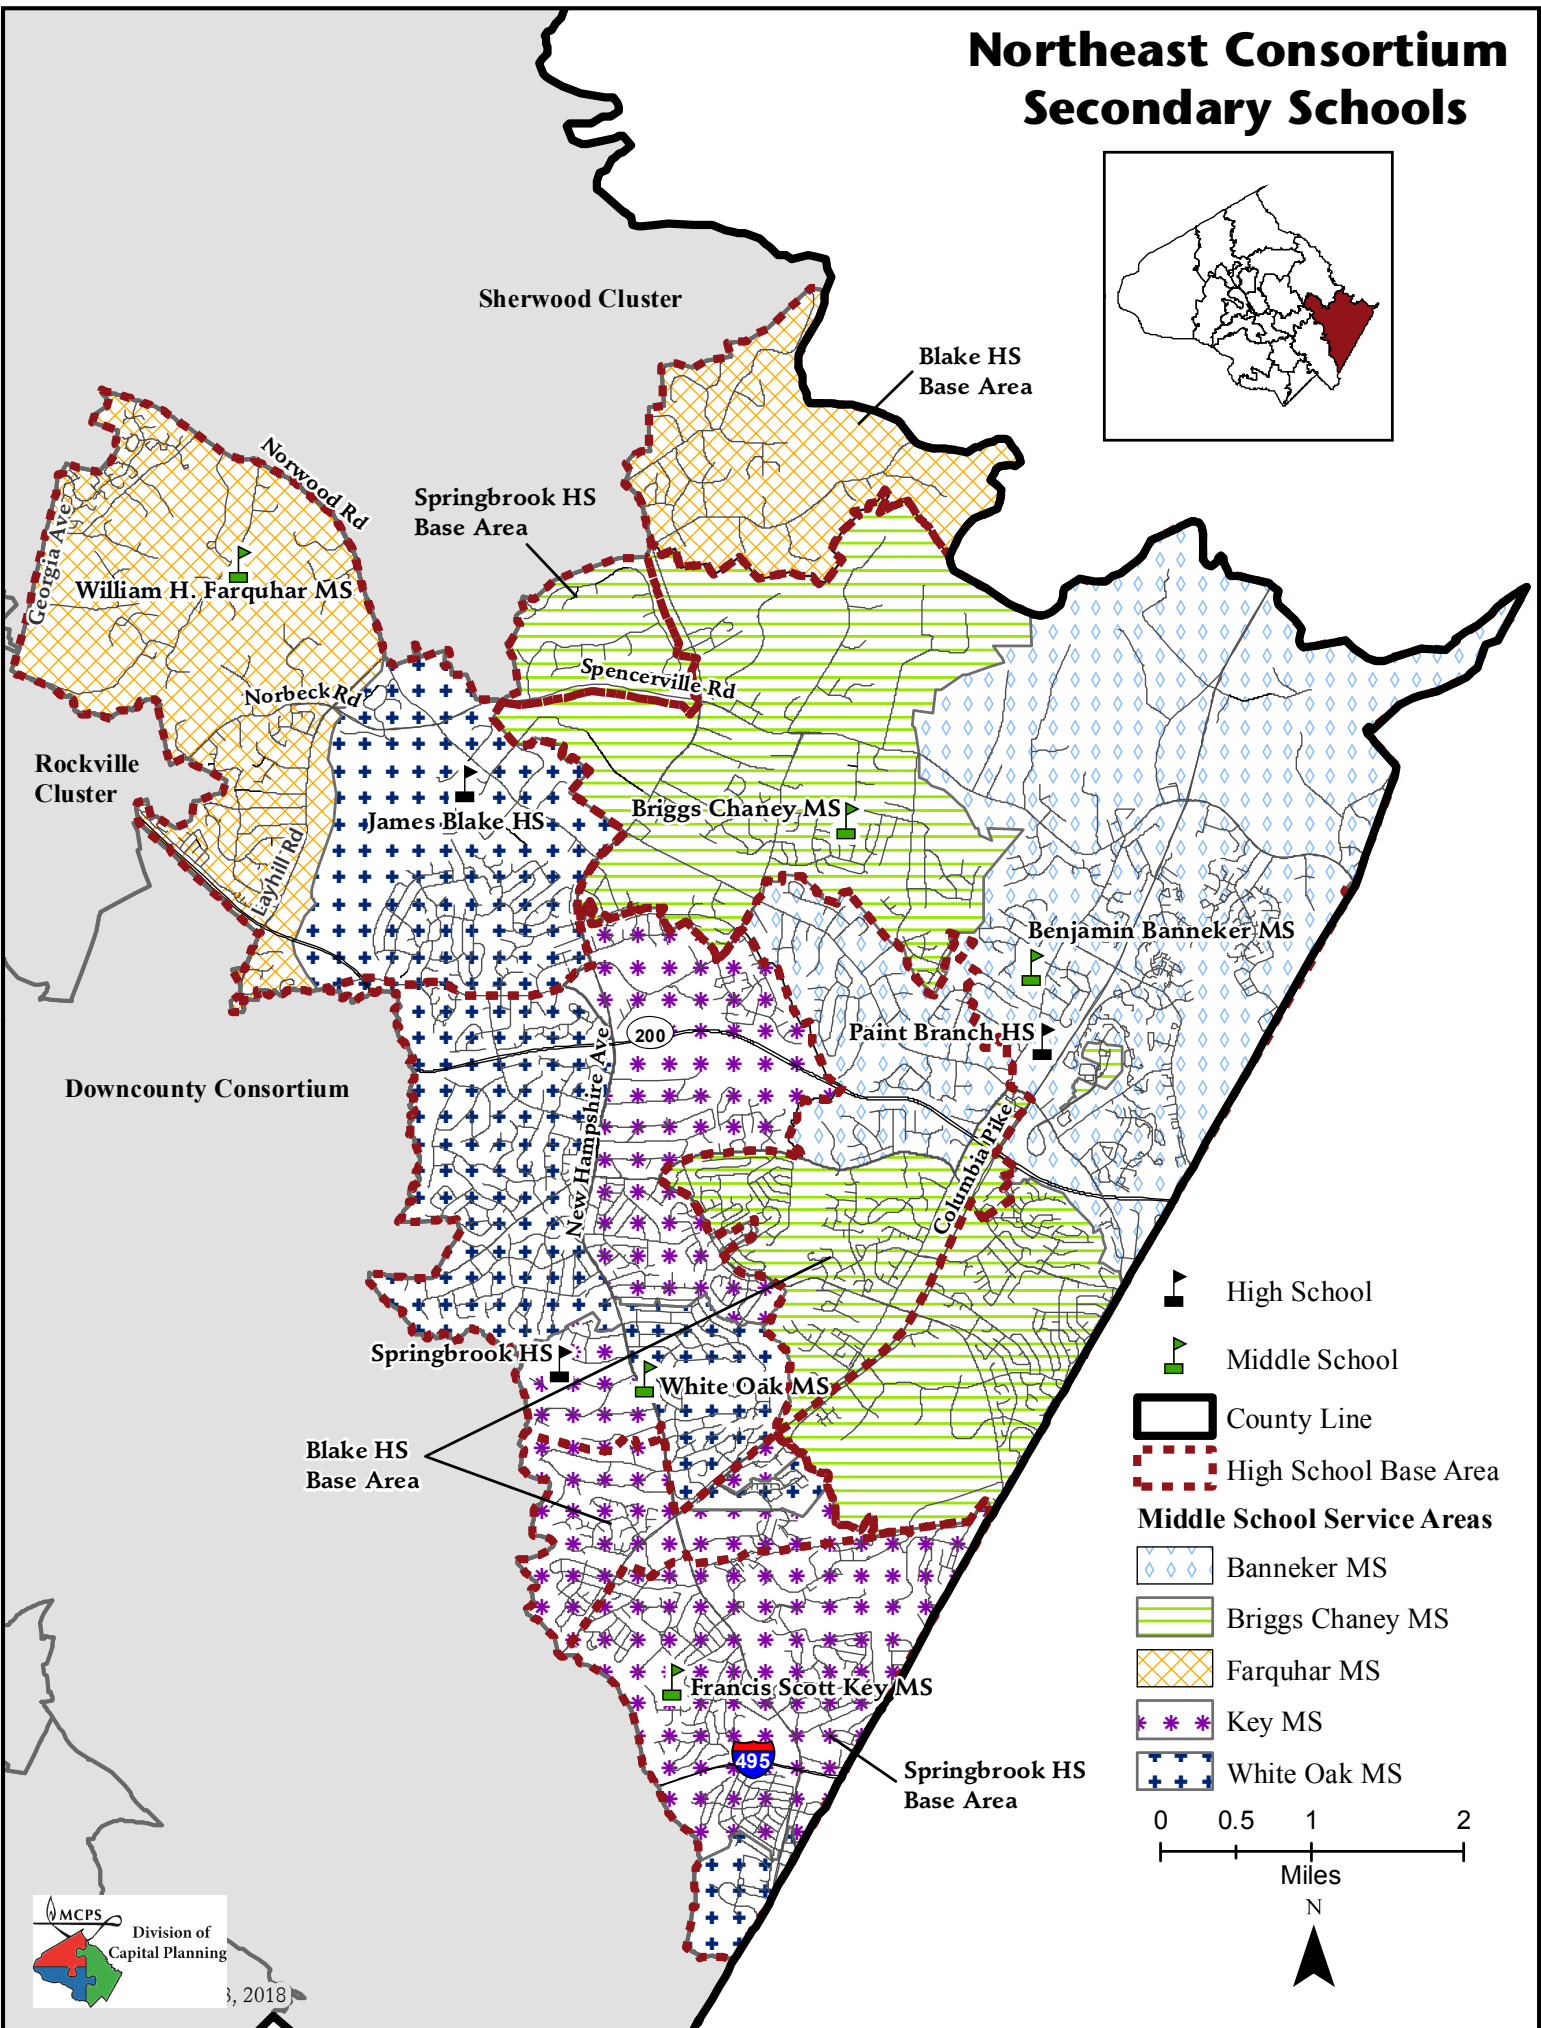 Northeast Consortium
Secondary Schools
Sherwood Cluster
Blake HS
Base Area
Norwood Rd
Springbrook HS
Base Area
Georgia Ave
William H. Farquhar MS
Spencerville Rd
Norbeck Rd
Rockville
Cluster
James Blake HS
Briggs Chaney MS
Layhill Rd
Benjamin Banneker MS
200
Paint Branch HS
Downcounty Consortium
New Hampshire Ave
Columbia Pike
Springbrook HS
White Oak MS
Blake HS
Base Area
Francis Scott Key MS
495
Springbrook HS
Base Area
High School
Middle School
County Line
High School Base Area
Middle School Service Areas
Banneker MS
Briggs Chaney MS
Farquhar MS
Key MS
White Oak MS
0 0.5 1 2
Miles
N
MCPS
Division of
Capital Planning
, 2018